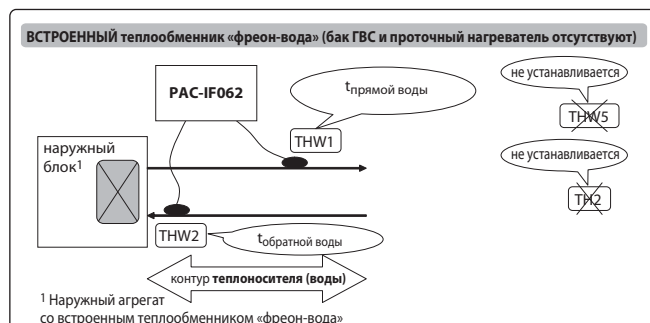 ВСТРОЕННЫЙ теплообменник «фреон-вода» (бак ГВС и проточный нагреватель отсутствуют)
PAC-IF062
tпрямой воды
не устанавливается
THW5
THW1
наружный
блок1
не устанавливается
TH2
THW2
tобратной воды
контур теплоносителя (воды)
1 Наружный агрегат
со встроенным теплообменником «фреон-вода»